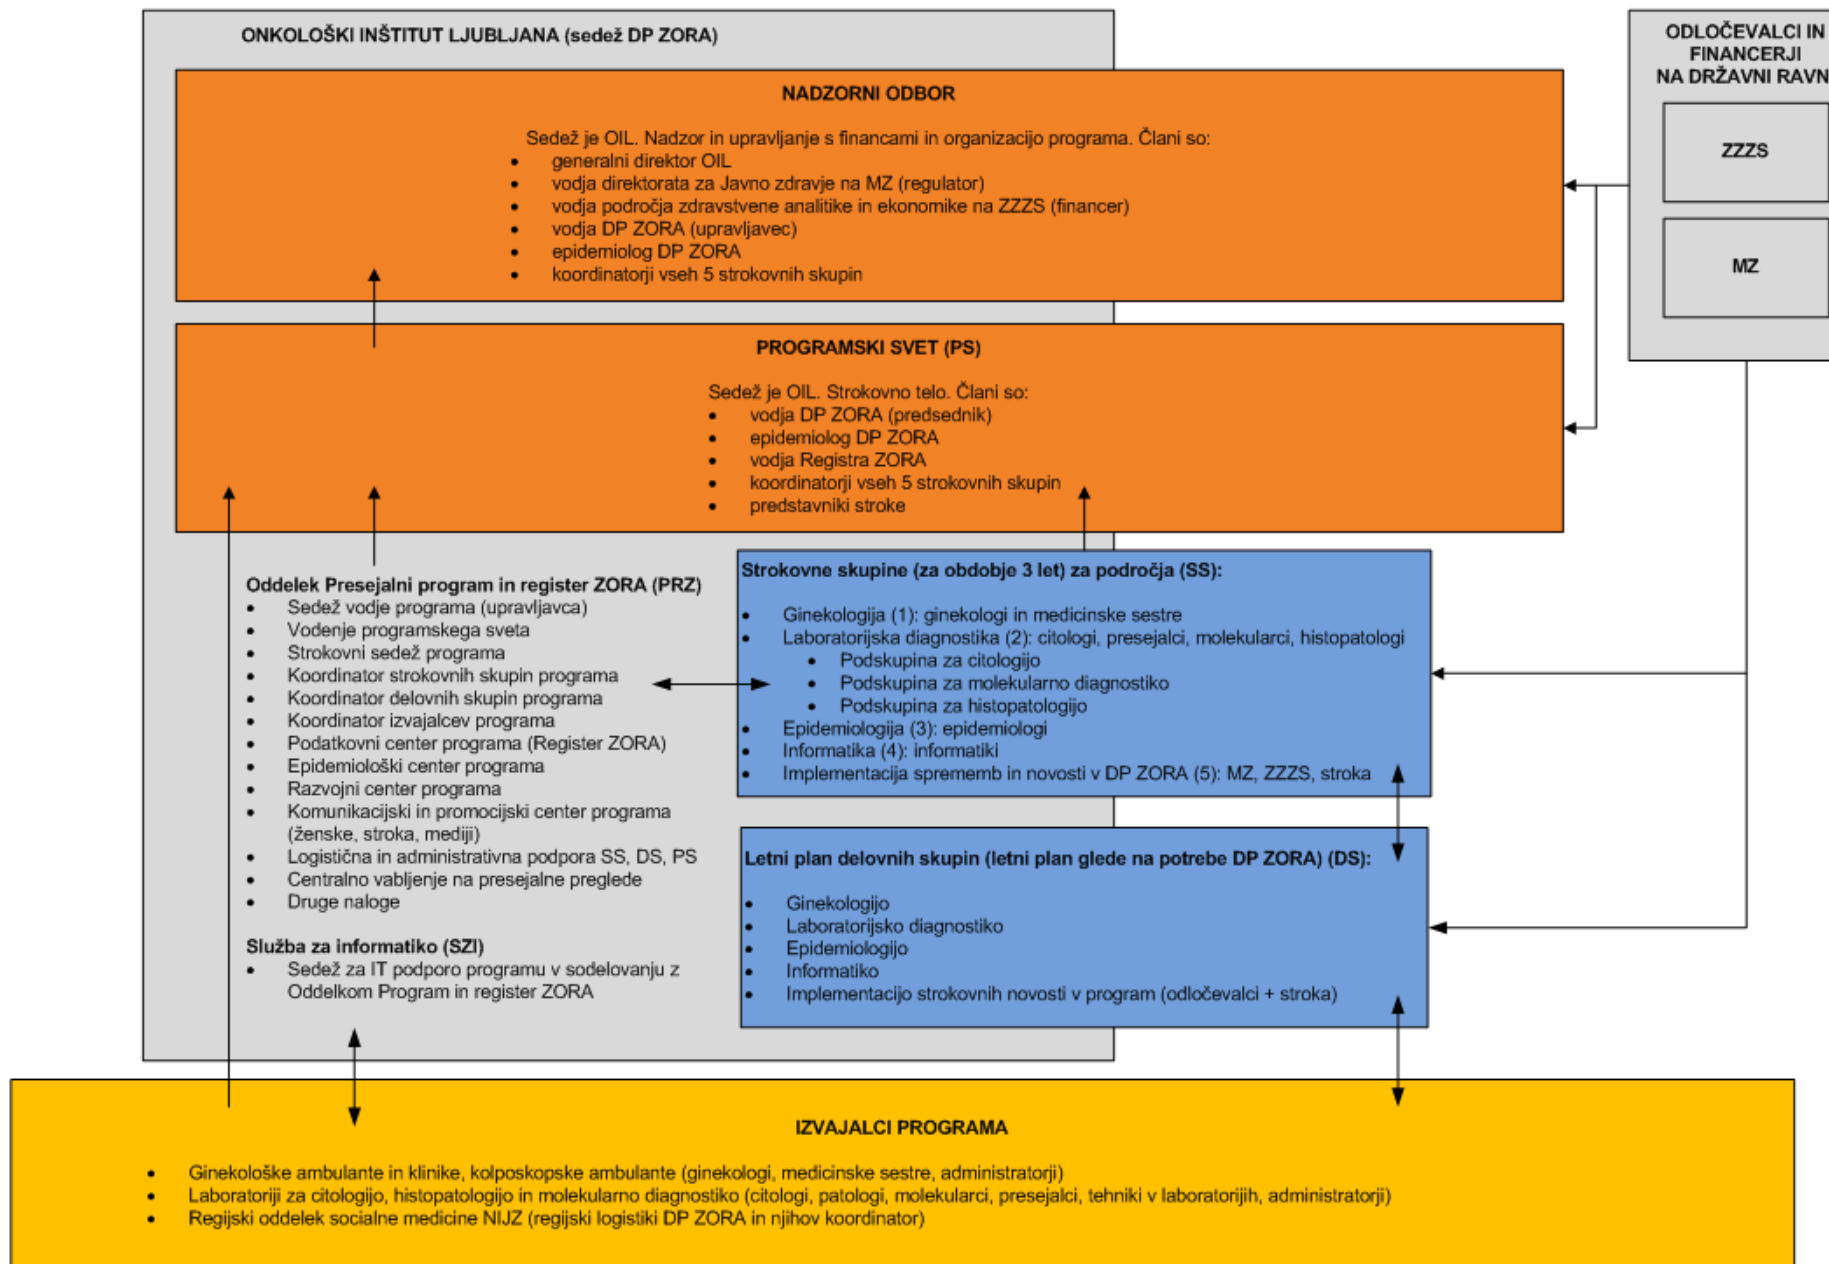 ONKOLOŠKI INŠTITUT LJUBLJANA (sedež DP ZORA)
NADZORNI ODBOR
Sedež je OIL. Nadzor in upravljanje s financami in organizacijo programa. Člani so:
• generalni direktor OIL
• vodja direktorata za Javno zdravje na MZ (regulator)
• vodja področja zdravstvene analitike in ekonomike na ZZZS (financer)
• vodja DP ZORA (upravljavec)
• epidemiolog DP ZORA
• koordinatorji vseh 5 strokovnih skupin
ODLOČEVALCI IN
FINANCERJI
NA DRŽAVNI RAVN
ZZZS
MZ
PROGRAMSKI SVET (PS)
Sedež je OIL. Strokovno telo. Člani so:
• vodja DP ZORA (predsednik)
• epidemiolog DP ZORA
• vodja Registra ZORA
• koordinatorji vseh 5 strokovnih skupin
• predstavniki stroke
Oddelek Presejalni program in register ZORA (PRZ)
• Sedež vodje programa (upravljavca)
• Vodenje programskega sveta
• Strokovni sedež programa
• Koordinator strokovnih skupin programa
• Koordinator delovnih skupin programa
• Koordinator izvajalcev programa
• Podatkovni center programa (Register ZORA)
• Epidemiološki center programa
• Razvojni center programa
• Komunikacijski in promocijski center programa
(ženske, stroka, mediji)
• Logistična in administrativna podpora SS, DS, PS
• Centralno vabljenje na presejalne preglede
• Druge naloge
Služba za informatiko (SZI)
• Sedež za IT podporo programu v sodelovanju z
Oddelkom Program in register ZORA
Strokovne skupine (za obdobje 3 let) za področja (SS):
• Ginekologija (1): ginekologi in medicinske sestre
• Laboratorijska diagnostika (2): citologi, presejalci, molekularci, histopatologi
• Podskupina za citologijo
• Podskupina za molekularno diagnostiko
• Podskupina za histopatologijo
• Epidemiologija (3): epidemiologi
• Informatika (4): informatiki
• Implementacija sprememb in novosti v DP ZORA (5): MZ, ZZZS, stroka
Letni plan delovnih skupin (letni plan glede na potrebe DP ZORA) (DS):
• Ginekologijo
• Laboratorijsko diagnostiko
• Epidemiologijo
• Informatiko
• Implementacijo strokovnih novosti v program (odločevalci + stroka)
IZVAJALCI PROGRAMA
• Ginekološke ambulante in klinike, kolposkopske ambulante (ginekologi, medicinske sestre, administratorji)
• Laboratoriji za citologijo, histopatologijo in molekularno diagnostiko (citologi, patologi, molekularci, presejalci, tehniki v laboratorijih, administratorji)
• Regijski oddelek socialne medicine NIJZ (regijski logistiki DP ZORA in njihov koordinator)